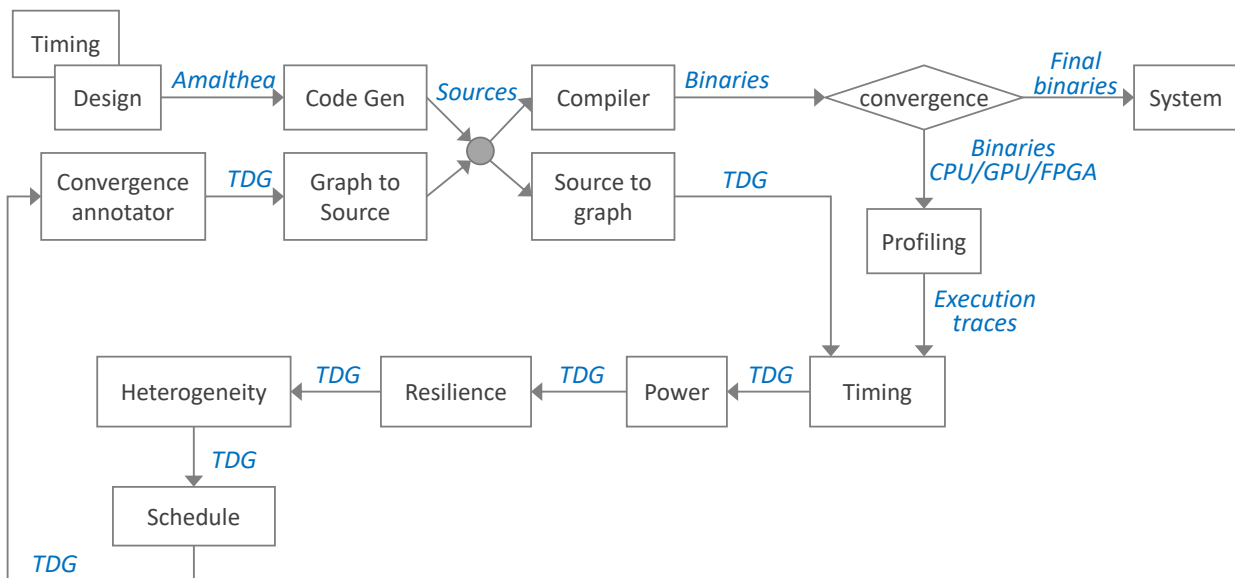 Timing
Design
Amalthea
Code Gen
Sources
Compiler
Binaries
convergence
Final
binaries
System
Convergence
annotator
TDG
Graph to
Source
Source to
graph
TDG
Binaries
CPU/GPU/FPGA
Profiling
Execution
traces
Heterogeneity
TDG
Resilience
TDG
Power
TDG
Timing
TDG
Schedule
TDG